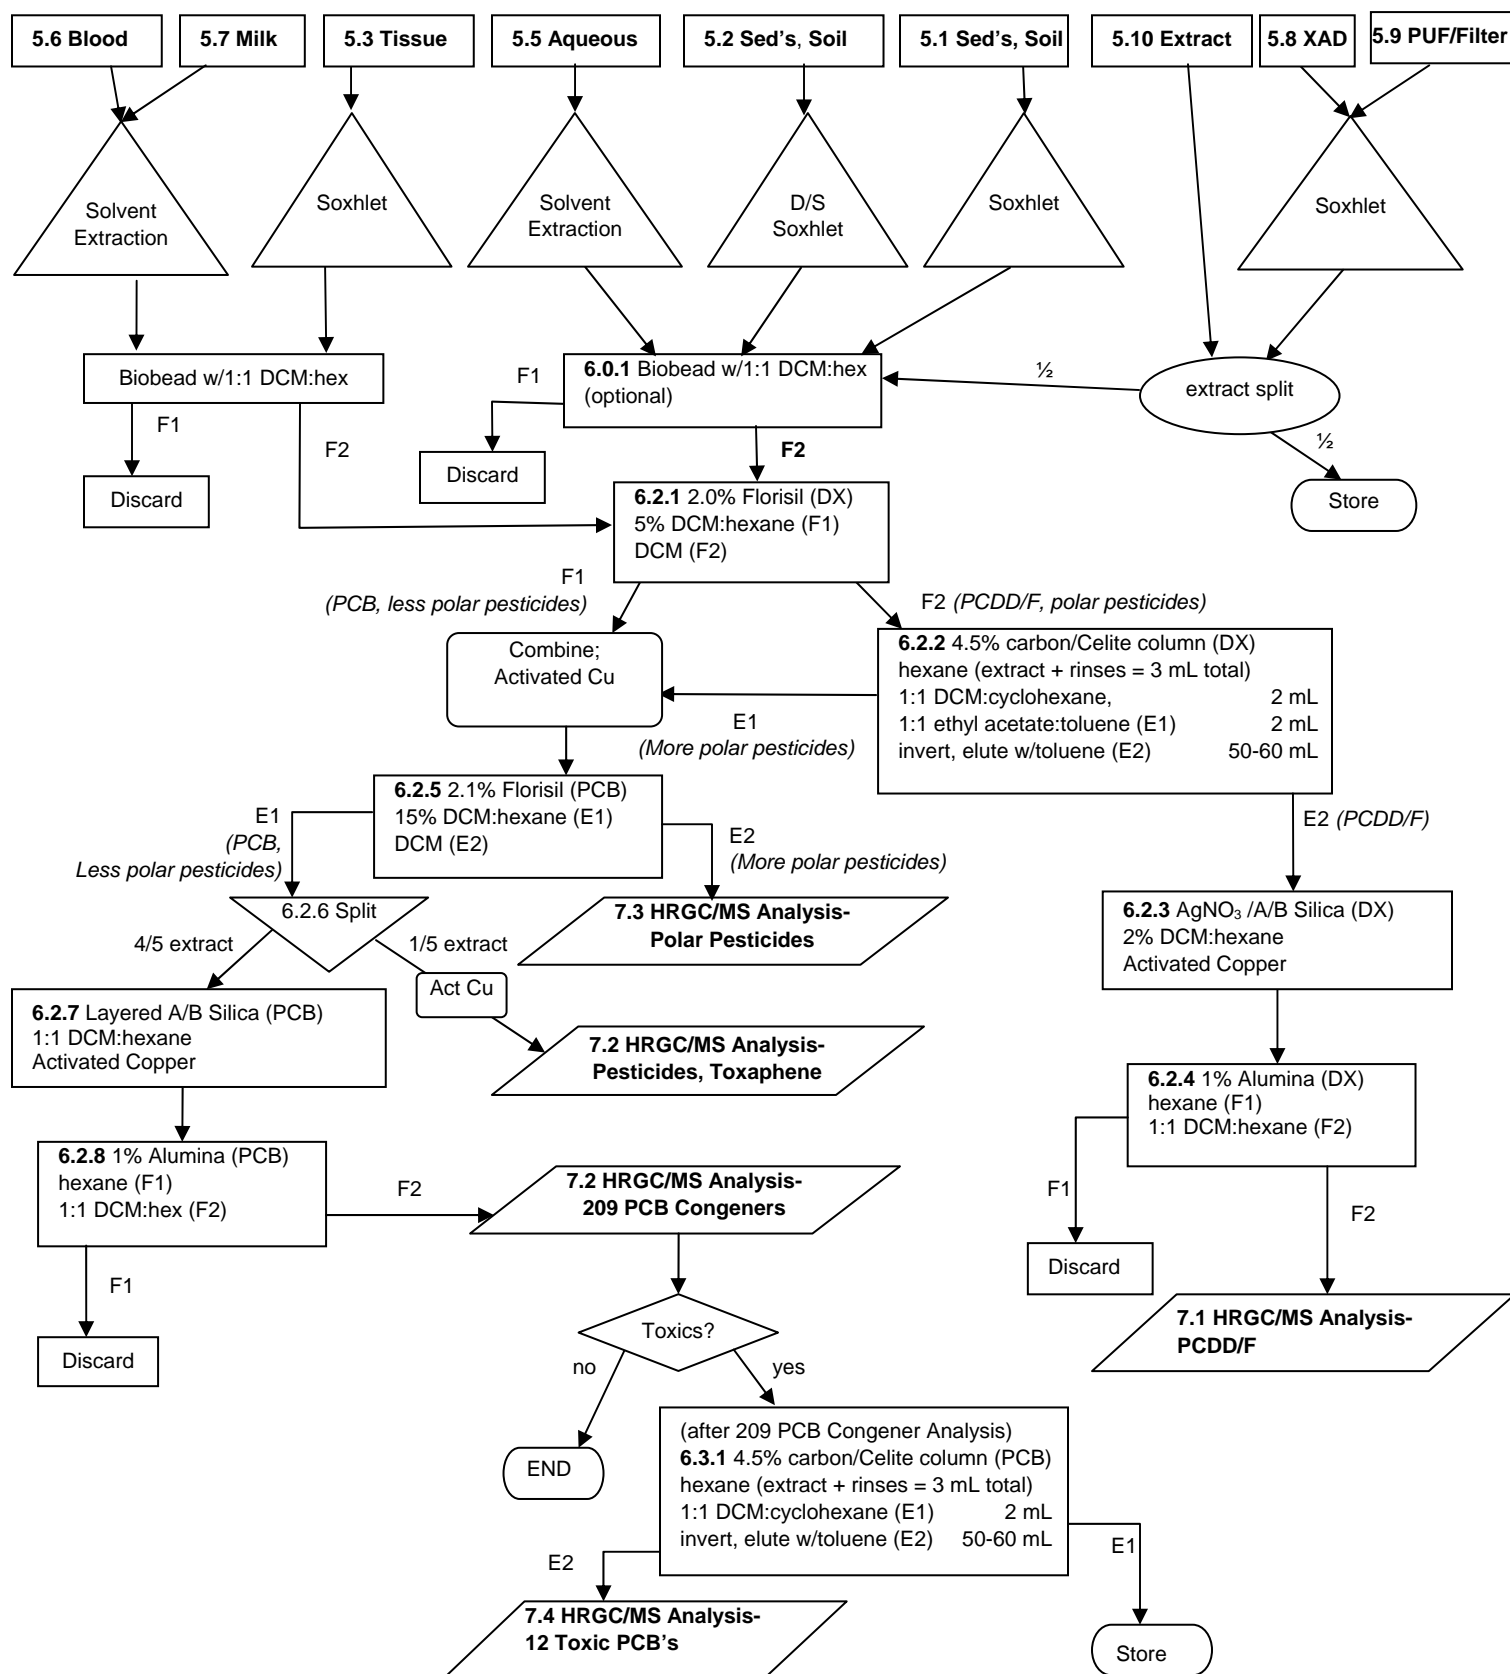 5.6 Blood
5.7 Milk
5.3 Tissue
5.5 Aqueous
5.2 Sed's, Soil
5.1 Sed's, Soil
5.10 Extract
5.8 XAD
5.9 PUF/Filter
Solvent
Extraction
Soxhlet
Solvent
Extraction
D/S
Soxhlet
Soxhlet
Soxhlet
Biobead w/1:1 DCM:hex
F1
F2
Discard
6.0.1 Biobead w/1:1 DCM:hex
(optional)
F1
Discard
F2
½
extract split
½
Store
6.2.1 2.0% Florisil (DX)
5% DCM:hexane (F1)
DCM (F2)
F1
(PCB, less polar pesticides)
F2 (PCDD/F, polar pesticides)
Combine;
Activated Cu
6.2.2 4.5% carbon/Celite column (DX)
hexane (extract + rinses = 3 mL total)
1:1 DCM:cyclohexane, 2 mL
1:1 ethyl acetate:toluene (E1) 2 mL
invert, elute w/toluene (E2) 50-60 mL
E1
(More polar pesticides)
6.2.5 2.1% Florisil (PCB)
15% DCM:hexane (E1)
DCM (E2)
E1
(PCB,
Less polar pesticides)
E2
(More polar pesticides)
E2 (PCDD/F)
6.2.6 Split
7.3 HRGC/MS Analysis-
Polar Pesticides
6.2.3 AgNO₃ /A/B Silica (DX)
2% DCM:hexane
Activated Copper
4/5 extract
1/5 extract
Act Cu
6.2.7 Layered A/B Silica (PCB)
1:1 DCM:hexane
Activated Copper
7.2 HRGC/MS Analysis-
Pesticides, Toxaphene
6.2.4 1% Alumina (DX)
hexane (F1)
1:1 DCM:hexane (F2)
6.2.8 1% Alumina (PCB)
hexane (F1)
1:1 DCM:hex (F2)
F2
7.2 HRGC/MS Analysis-
209 PCB Congeners
F1
F2
Discard
F1
Discard
Toxics?
7.1 HRGC/MS Analysis-
PCDD/F
no
yes
END
(after 209 PCB Congener Analysis)
6.3.1 4.5% carbon/Celite column (PCB)
hexane (extract + rinses = 3 mL total)
1:1 DCM:cyclohexane (E1) 2 mL
invert, elute w/toluene (E2) 50-60 mL
E2
E1
7.4 HRGC/MS Analysis-
12 Toxic PCB's
Store